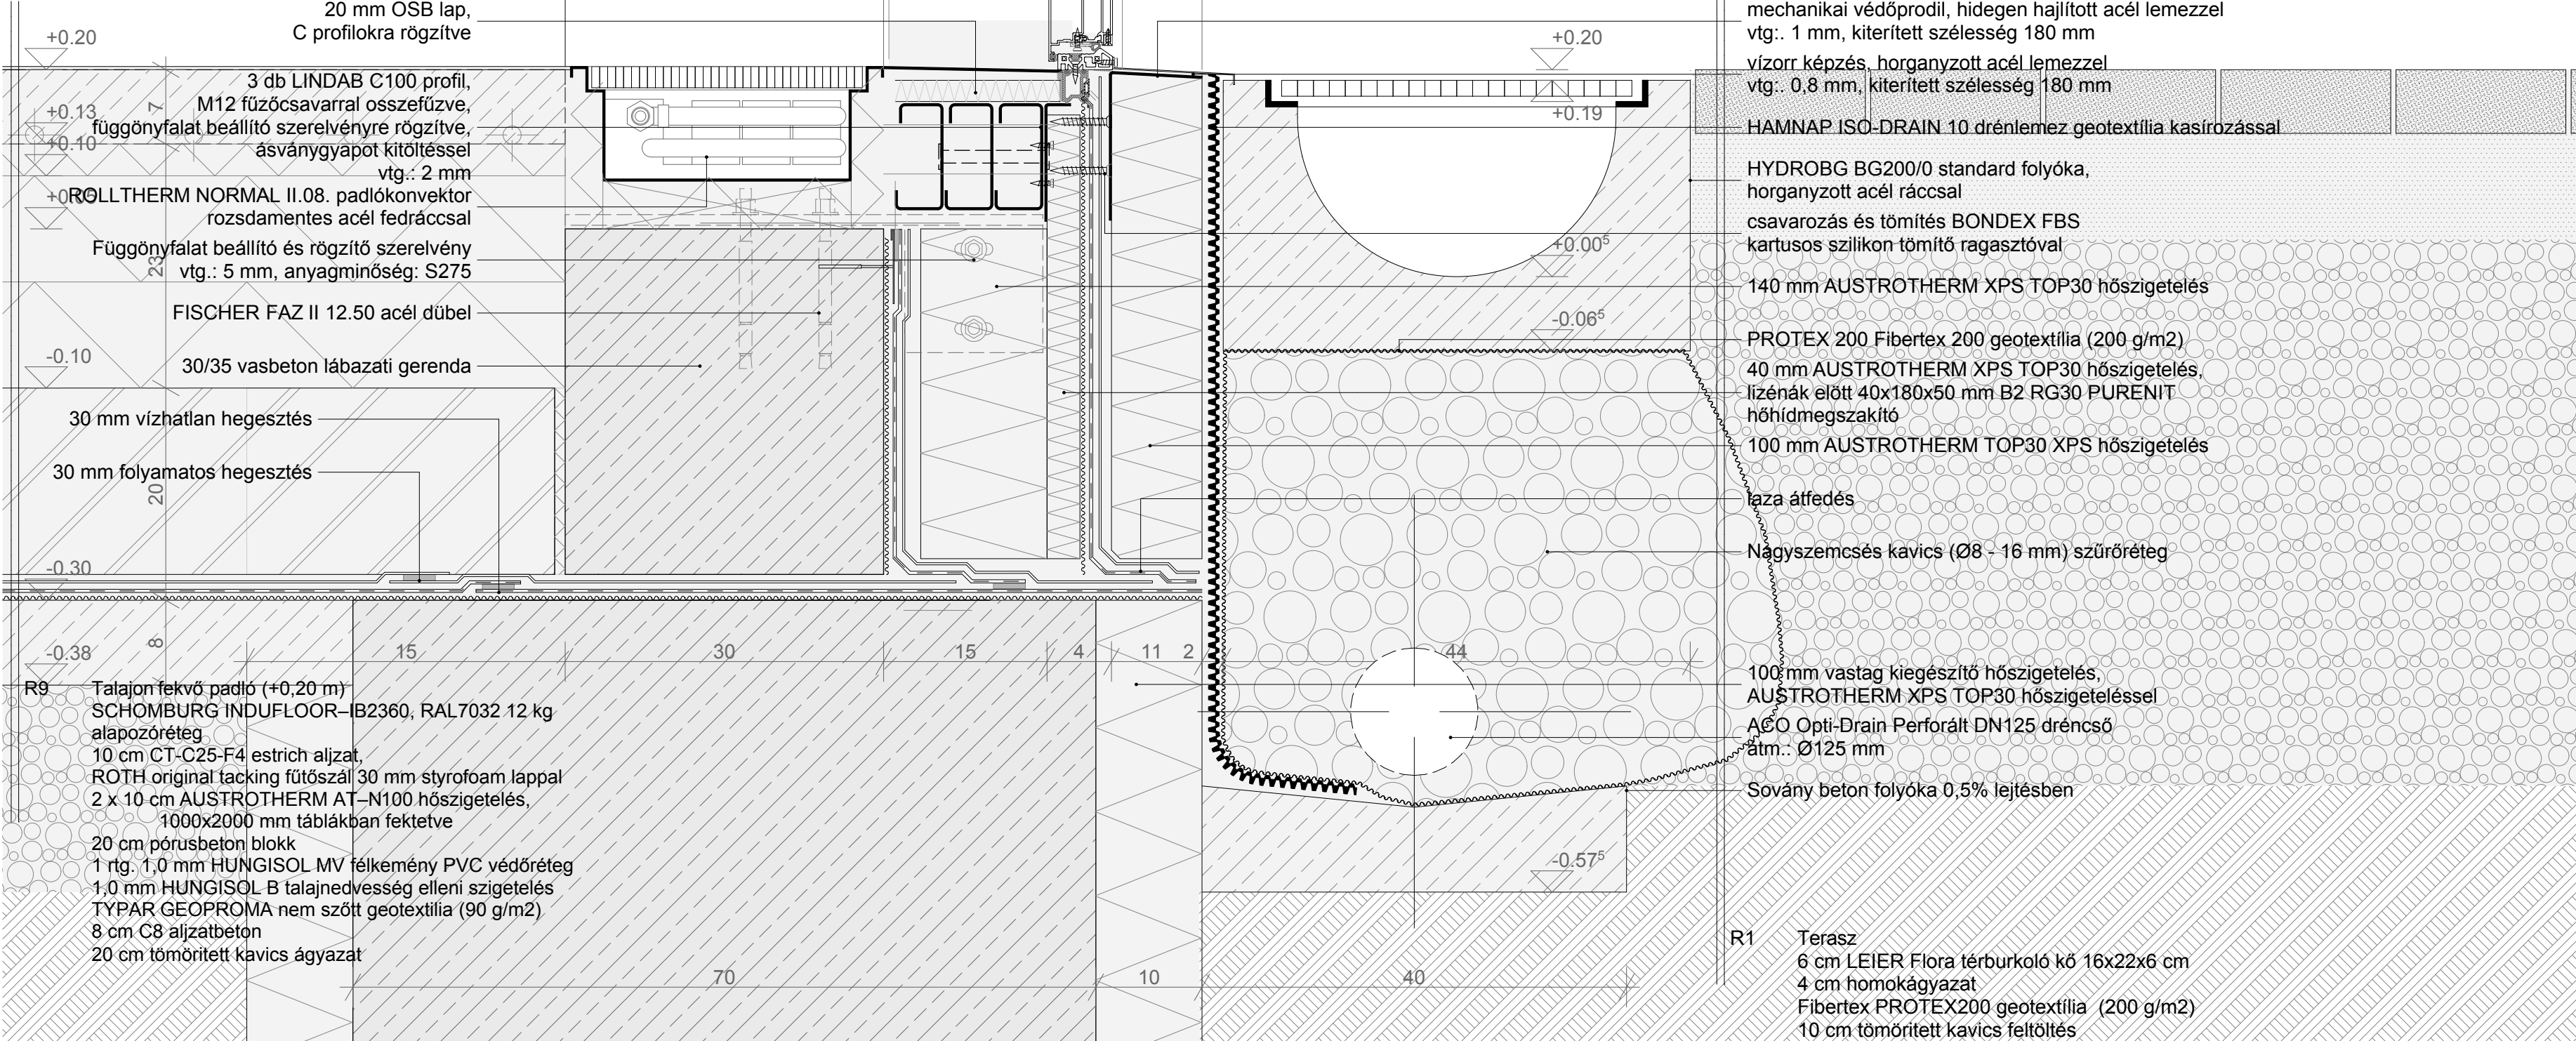 20 mm OSB lap,
C profilokra rögzítve
3 db LINDAB C100 profil,
M12 fűzőcsavarral osszefűzve,
függönyfalat beállító szerelvényre rögzítve,
ásványgyapot kitöltéssel
vtg.: 2 mm
ROLLTHERM NORMAL II.08. padlókonvektor
rozsdamentes acél fedráccsal
Függönyfalat beállító és rögzítő szerelvény
vtg.: 5 mm, anyagminőség: S275
FISCHER FAZ II 12.50 acél dübel
30/35 vasbeton lábazati gerenda
30 mm vízhatlan hegesztés
30 mm folyamatos hegesztés
+0.20
+0.13
+0.10
+0.05
-0.10
-0.30
-0.38
7
23
20
8
15
30
15
4
11
2
44
70
10
40
+0.20
+0.19
+0.00⁵
-0.06⁵
-0.57⁵
mechanikai védőprodil, hidegen hajlított acél lemezzel
vtg:. 1 mm, kiterített szélesség 180 mm
vízorr képzés, horganyzott acél lemezzel
vtg:. 0,8 mm, kiterített szélesség 180 mm
HAMNAP ISO-DRAIN 10 drénlemez geotextília kasírozással
HYDROBG BG200/0 standard folyóka,
horganyzott acél ráccsal
csavarozás és tömítés BONDEX FBS
kartusos szilikon tömítő ragasztóval
140 mm AUSTROTHERM XPS TOP30 hőszigetelés
PROTEX 200 Fibertex 200 geotextília (200 g/m2)
40 mm AUSTROTHERM XPS TOP30 hőszigetelés,
lizénák elött 40x180x50 mm B2 RG30 PURENIT
hőhídmegszakító
100 mm AUSTROTHERM TOP30 XPS hőszigetelés
laza átfedés
Nagyszemcsés kavics (Ø8 - 16 mm) szűrőréteg
100 mm vastag kiegészítő hőszigetelés,
AUSTROTHERM XPS TOP30 hőszigeteléssel
ACO Opti-Drain Perforált DN125 dréncső
átm.: Ø125 mm
Sovány beton folyóka 0,5% lejtésben
R9 Talajon fekvő padló (+0,20 m)
SCHOMBURG INDUFLOOR–IB2360, RAL7032 12 kg
alapozóréteg
10 cm CT-C25-F4 estrich aljzat,
ROTH original tacking fűtőszál 30 mm styrofoam lappal
2 x 10 cm AUSTROTHERM AT–N100 hőszigetelés,
1000x2000 mm táblákban fektetve
20 cm pórusbeton blokk
1 rtg. 1,0 mm HUNGISOL MV félkemény PVC védőréteg
1,0 mm HUNGISOL B talajnedvesség elleni szigetelés
TYPAR GEOPROMA nem szőtt geotextilia (90 g/m2)
8 cm C8 aljzatbeton
20 cm tömöritett kavics ágyazat
R1 Terasz
6 cm LEIER Flora térburkoló kő 16x22x6 cm
4 cm homokágyazat
Fibertex PROTEX200 geotextília (200 g/m2)
10 cm tömöritett kavics feltöltés